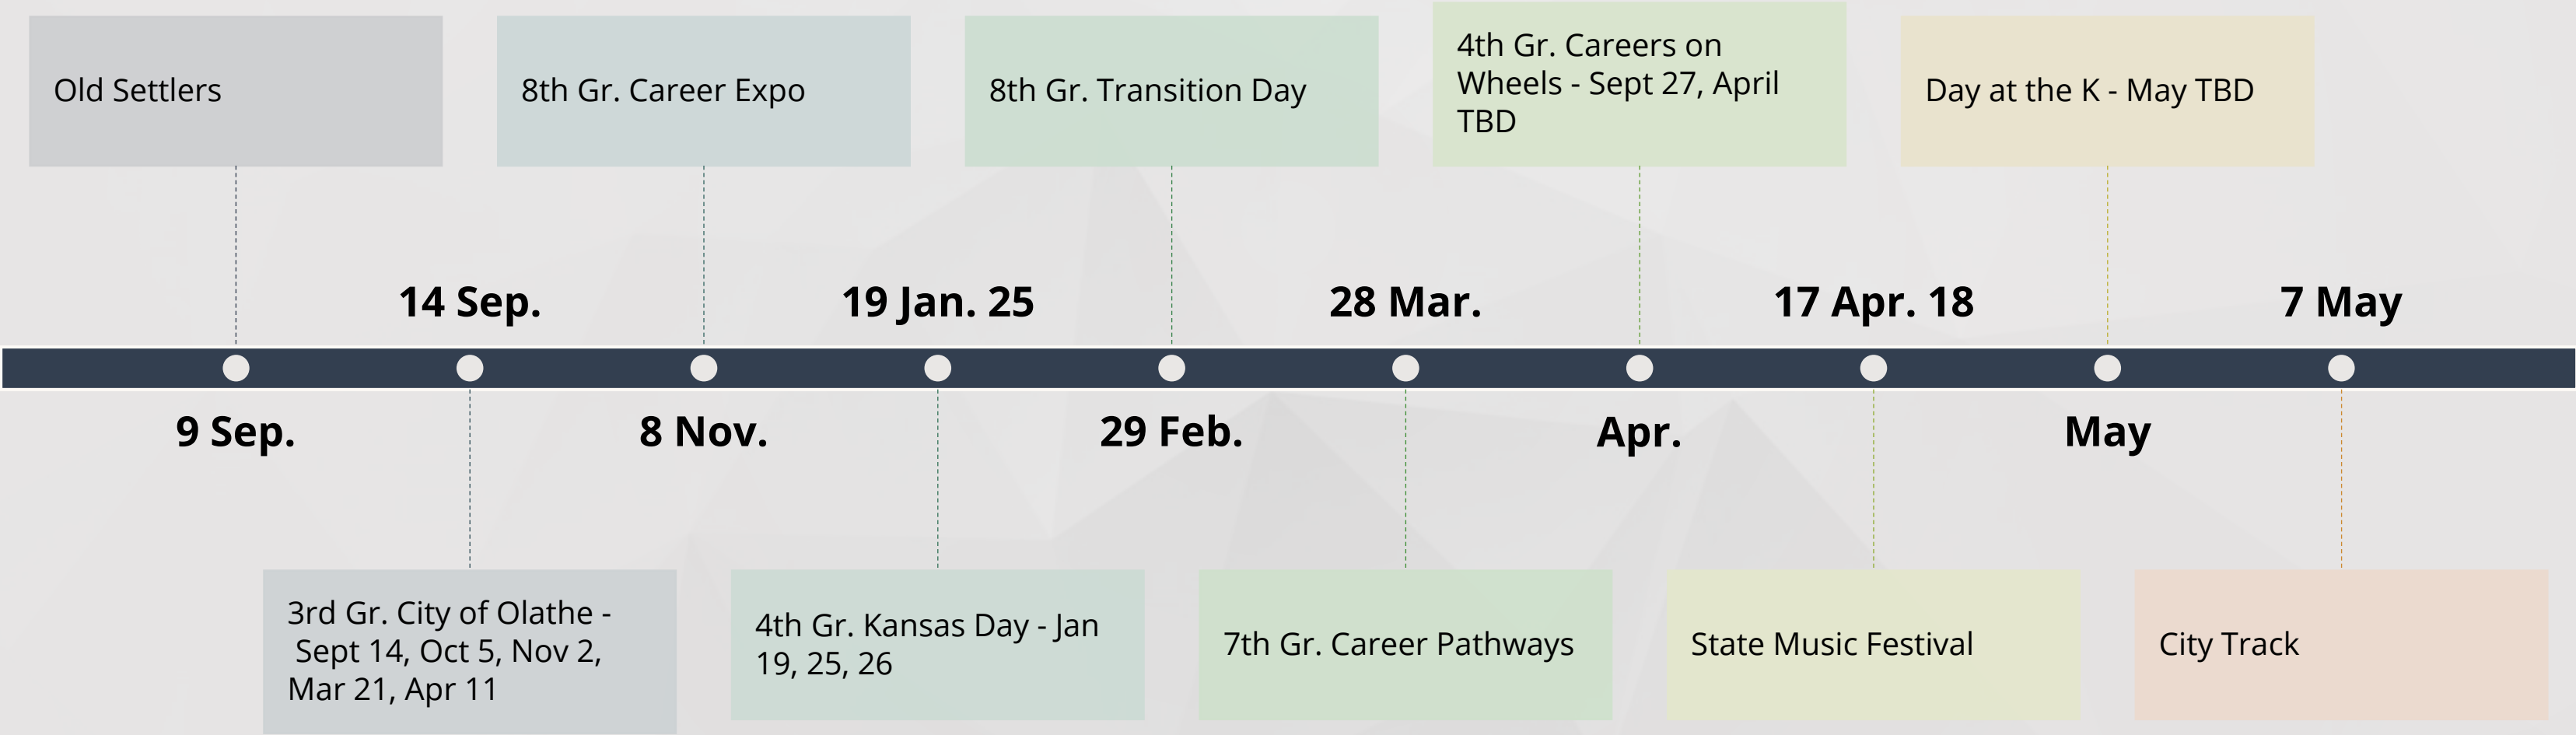 Old Settlers
8th Gr. Career Expo
8th Gr. Transition Day
4th Gr. Careers on
Wheels - Sept 27, April
TBD
Day at the K - May TBD
14 Sep.
19 Jan. 25
28 Mar.
17 Apr. 18
7 May
9 Sep.
8 Nov.
29 Feb.
Apr.
May
3rd Gr. City of Olathe -
Sept 14, Oct 5, Nov 2,
Mar 21, Apr 11
4th Gr. Kansas Day - Jan
19, 25, 26
7th Gr. Career Pathways
State Music Festival
City Track